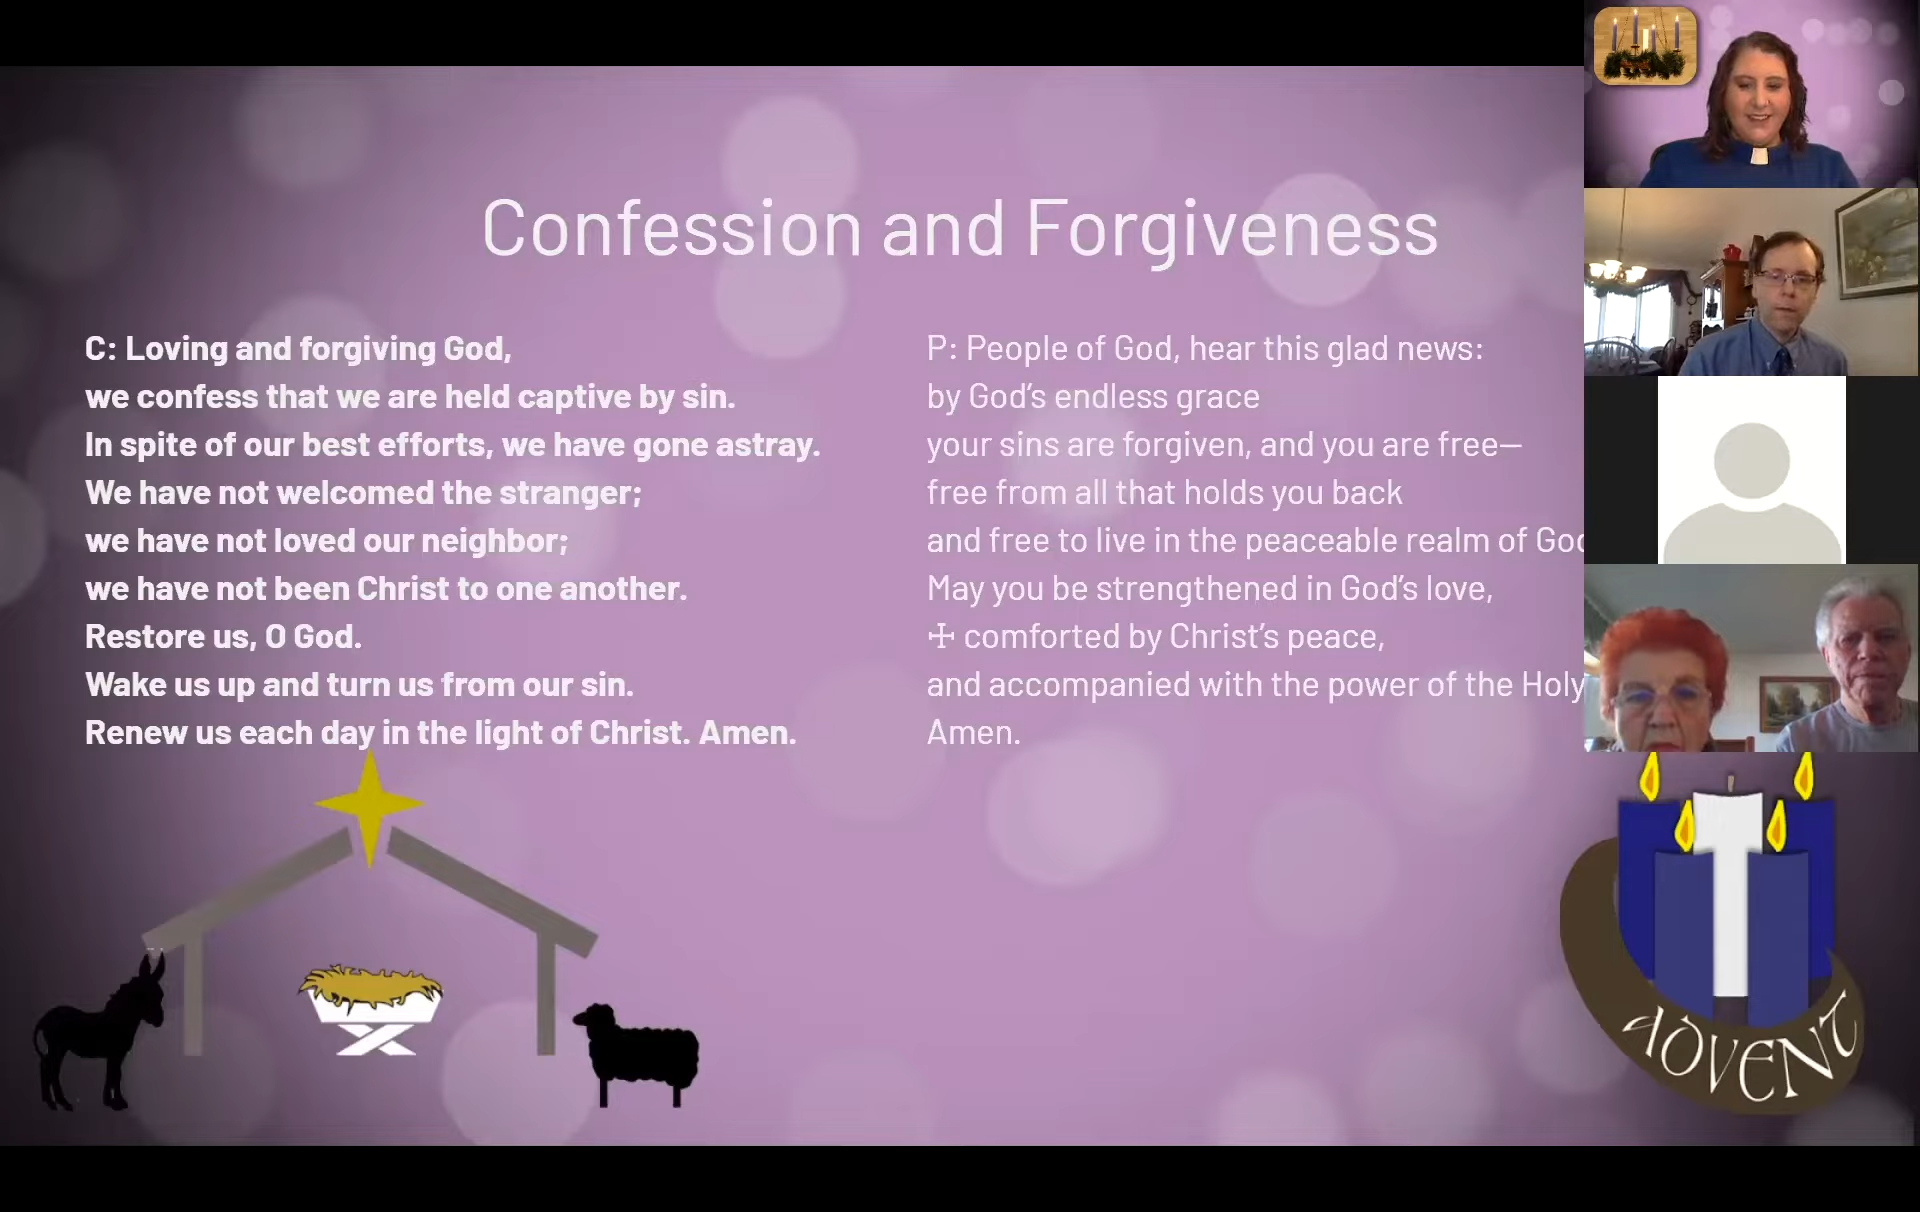 Confession and Forgiveness
C: Loving and forgiving God,
we confess that we are held captive by sin.
In spite of our best efforts, we have gone astray.
We have not welcomed the stranger;
we have not loved our neighbor;
we have not been Christ to one another.
Restore us, O God.
Wake us up and turn us from our sin.
Renew us each day in the light of Christ. Amen.
P: People of God, hear this glad news:
by God’s endless grace
your sins are forgiven, and you are free—
free from all that holds you back
and free to live in the peaceable realm of
May you be strengthened in God’s love,
☩ comforted by Christ’s peace,
and accompanied with the power of the Holy
Amen.
ADVENT